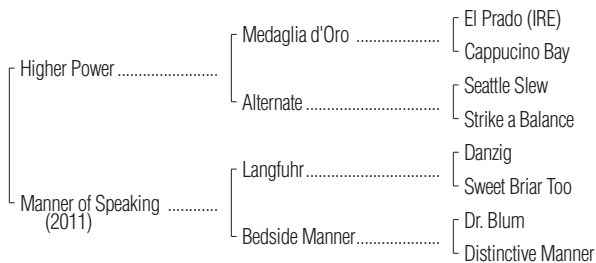 El Prado (IRE)
Medaglia d'Oro ....................
Cappucino Bay
Higher Power ........................
Seattle Slew
Alternate ................................
Strike a Balance
Danzig
Langfuhr................................
Sweet Briar Too
Manner of Speaking ............
(2011)
Dr. Blum
Bedside Manner....................
Distinctive Manner